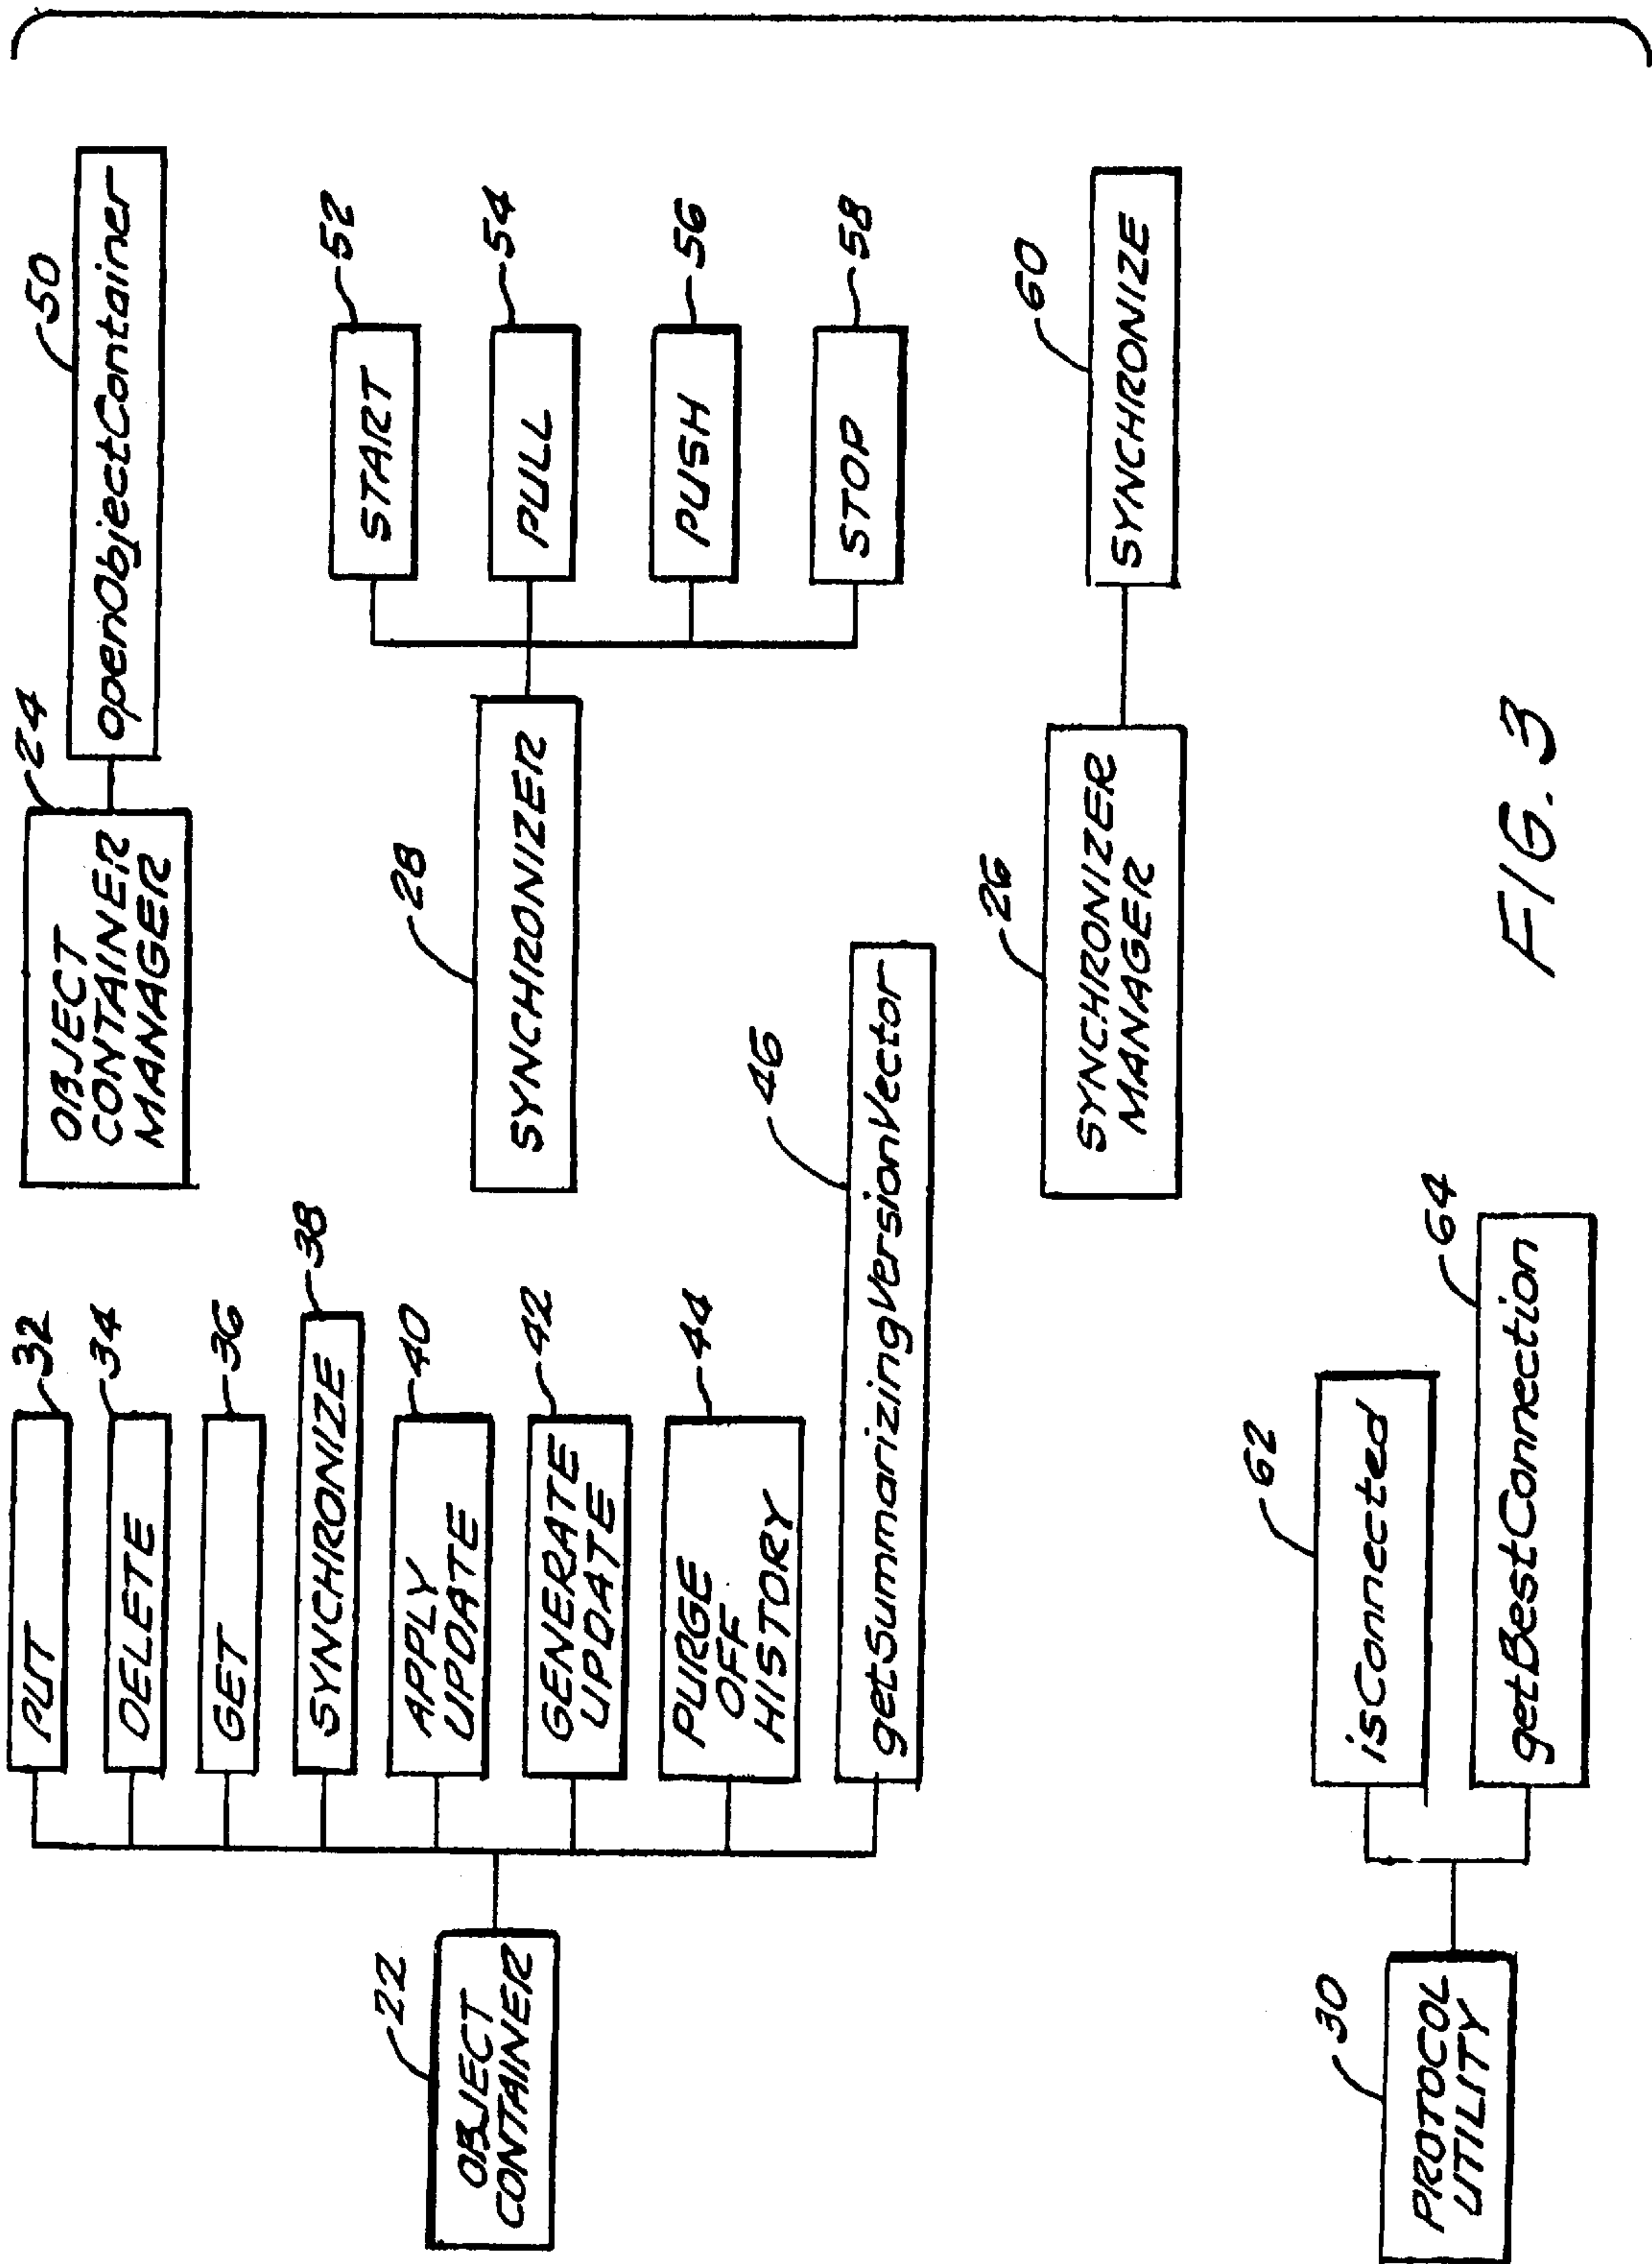 22
OBJECT
CONTAINER
PUT
32
DELETE
34
GET
36
SYNCHRONIZE
38
APPLY
UPDATE
40
GENERATE
UPDATE
42
PURGE
OFF
HISTORY
44
getSummarizingVersionVector
46
OBJECT
CONTAINER
MANAGER
24
openObjectContainer
50
28
SYNCHRONIZER
START
52
PULL
54
PUSH
56
STOP
58
26
SYNCHRONIZER
MANAGER
SYNCHRONIZE
60
30
PROTOCOL
UTILITY
isConnected
62
getBestConnection
64
FIG. 3